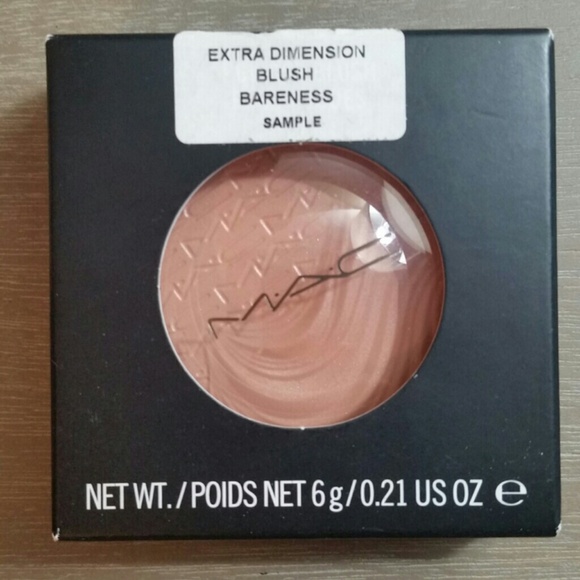 EXTRA DIMENSION
BLUSH
BARENESS
SAMPLE
M·A·C
NET WT./POIDS NET 6 g/0.21 US OZ ℮